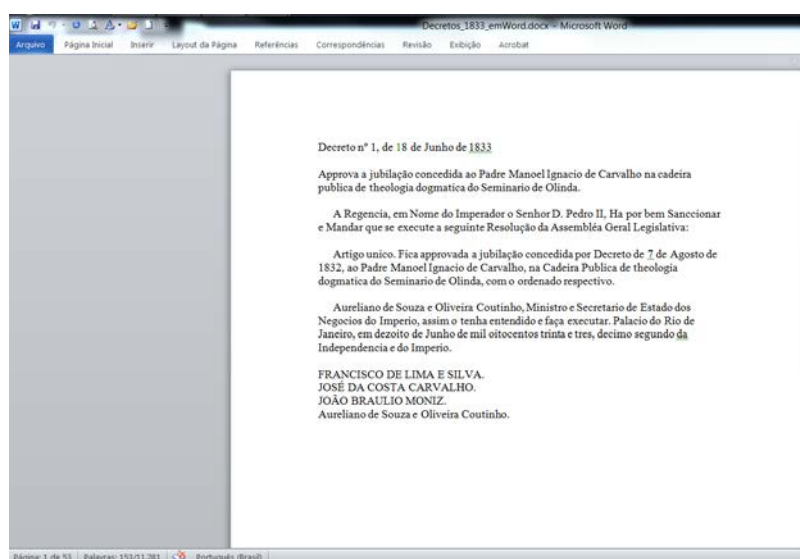 Decretos_1833_emWord.docx - Microsoft Word
Arquivo Página Inicial Inserir Layout da Página Referências Correspondências Revisão Exibição Acrobat
Decreto nº 1, de 18 de Junho de 1833
Approva a jubilação concedida ao Padre Manoel Ignacio de Carvalho na cadeira
publica de theologia dogmatica do Seminario de Olinda.
A Regencia, em Nome do Imperador o Senhor D. Pedro II, Ha por bem Sanccionar
e Mandar que se execute a seguinte Resolução da Assembléa Geral Legislativa:
Artigo unico. Fica approvada a jubilação concedida por Decreto de 7 de Agosto de
1832, ao Padre Manoel Ignacio de Carvalho, na Cadeira Publica de theologia
dogmatica do Seminario de Olinda, com o ordenado respectivo.
Aureliano de Souza e Oliveira Coutinho, Ministro e Secretario de Estado dos
Negocios do Imperio, assim o tenha entendido e faça executar. Palacio do Rio de
Janeiro, em dezoito de Junho de mil oitocentos trinta e tres, decimo segundo da
Independencia e do Imperio.
FRANCISCO DE LIMA E SILVA.
JOSÉ DA COSTA CARVALHO.
JOÃO BRAULIO MONIZ.
Aureliano de Souza e Oliveira Coutinho.
Página: 1 de 53 Palavras: 153/11.781 Português (Brasil)